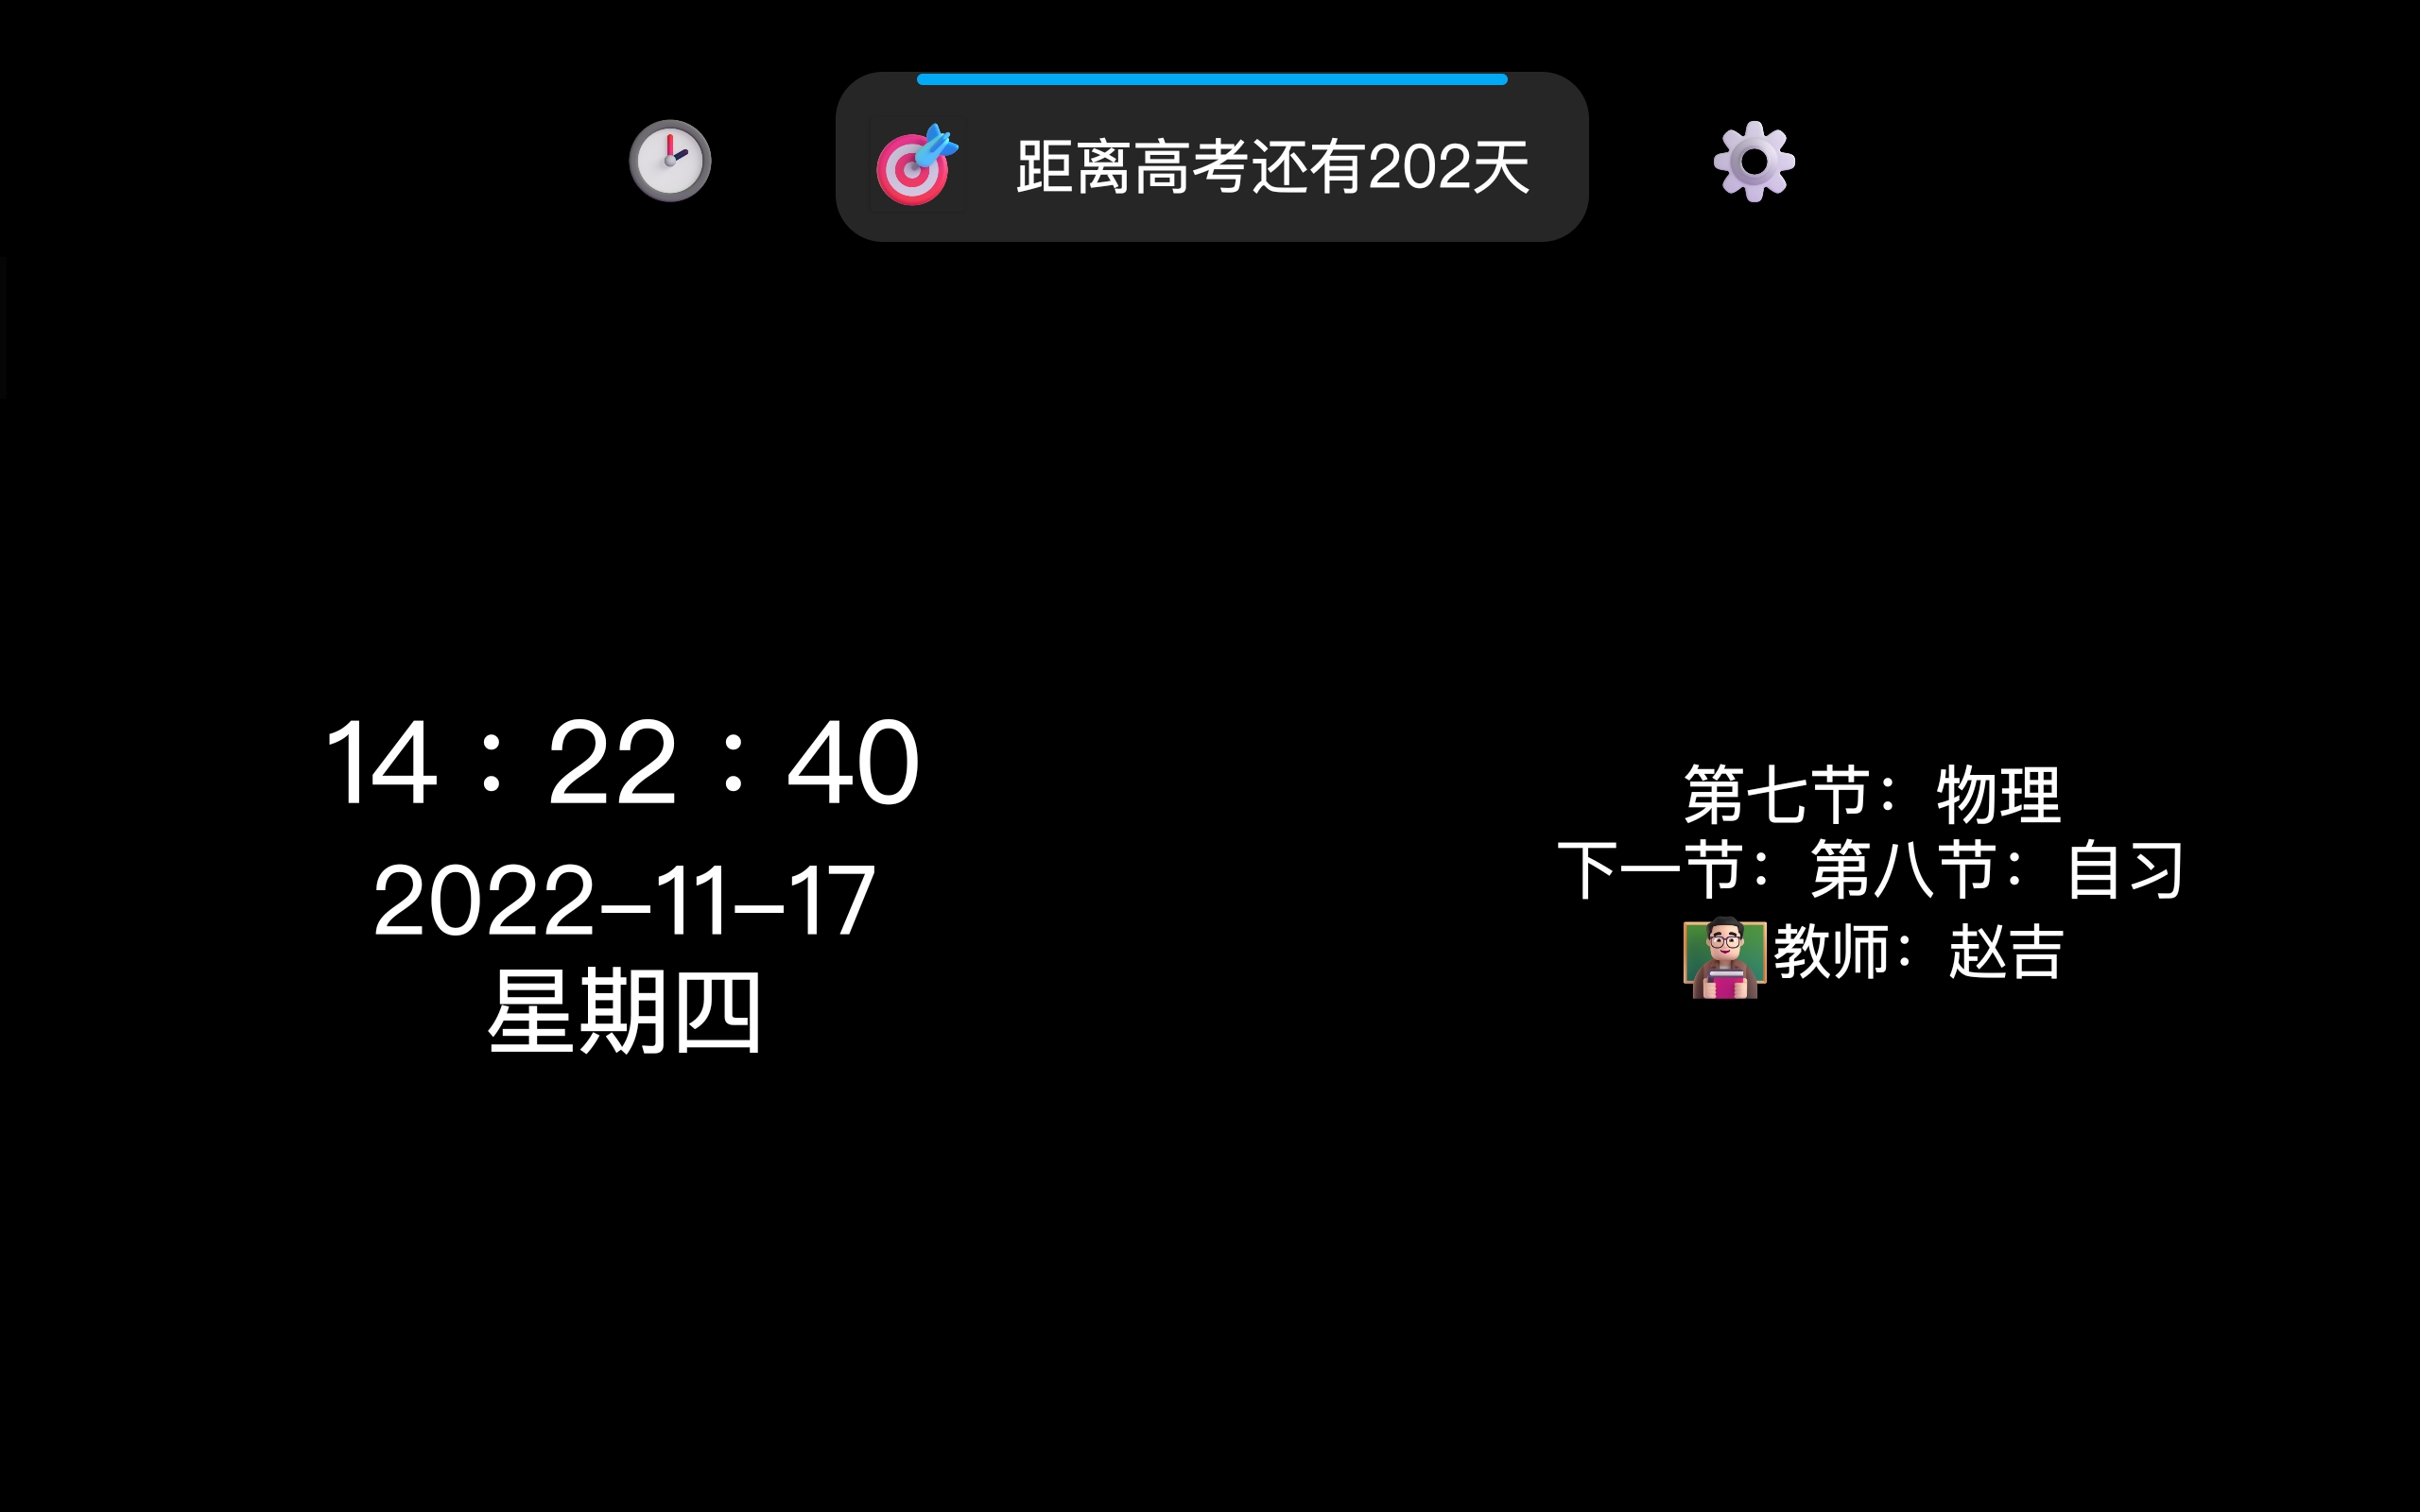 距离高考还有202天
14：22：40
2022-11-17
星期四
第七节：物理
下一节：第八节：自习
教师：赵吉